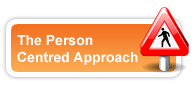 The Person
Centred Approach